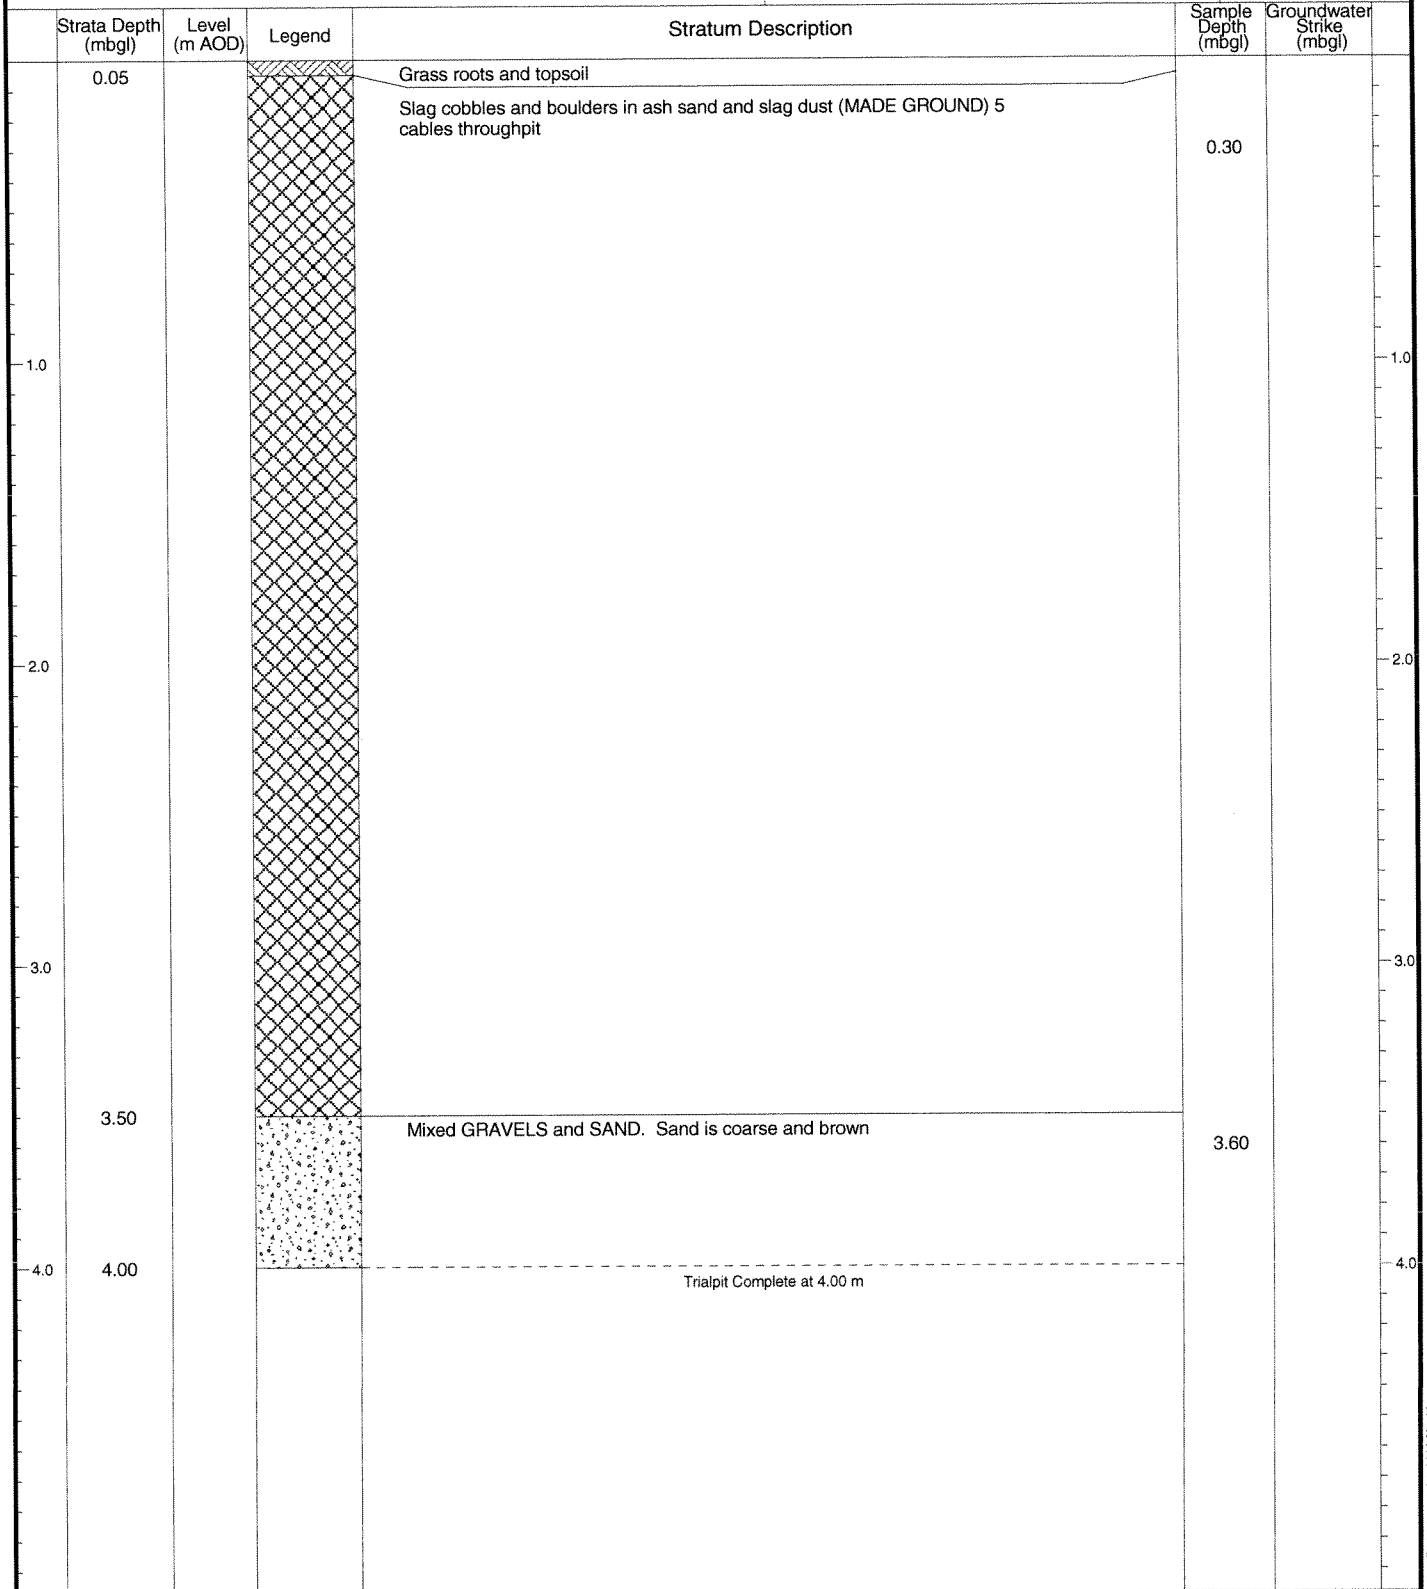 Strata Depth
(mbgl)
Level
(m AOD)
Legend
Stratum Description
Sample
Depth
(mbgl)
Groundwater
Strike
(mbgl)
0.05
Grass roots and topsoil
Slag cobbles and boulders in ash sand and slag dust (MADE GROUND) 5
cables throughpit
0.30
1.0
1.0
2.0
2.0
3.0
3.0
3.50
Mixed GRAVELS and SAND. Sand is coarse and brown
3.60
4.0
4.00
4.0
Trialpit Complete at 4.00 m